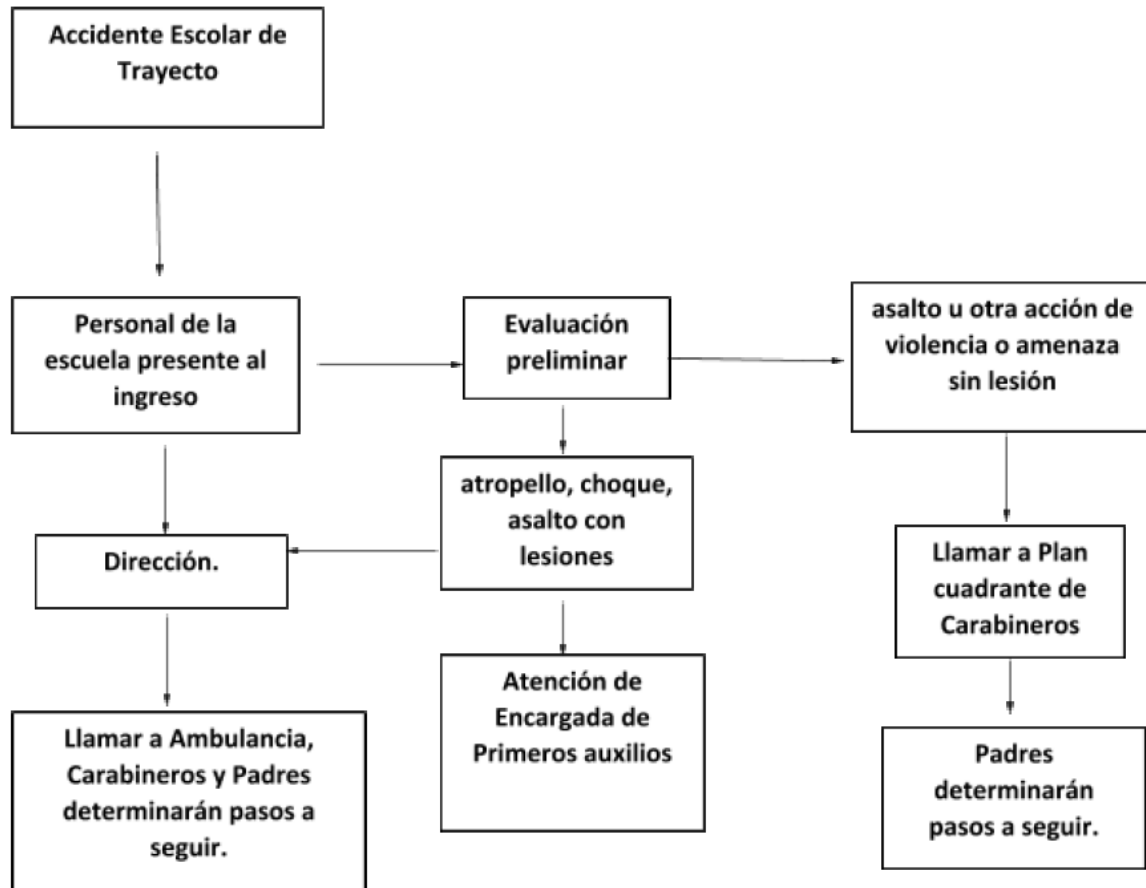 Accidente Escolar de
Trayecto
Personal de la
escuela presente al
ingreso
Evaluación
preliminar
asalto u otra acción de
violencia o amenaza
sin lesión
atropello, choque,
asalto con
lesiones
Dirección.
Llamar a Plan
cuadrante de
Carabineros
Atención de
Encargada de
Primeros auxilios
Llamar a Ambulancia,
Carabineros y Padres
determinarán pasos a
seguir.
Padres
determinarán
pasos a seguir.